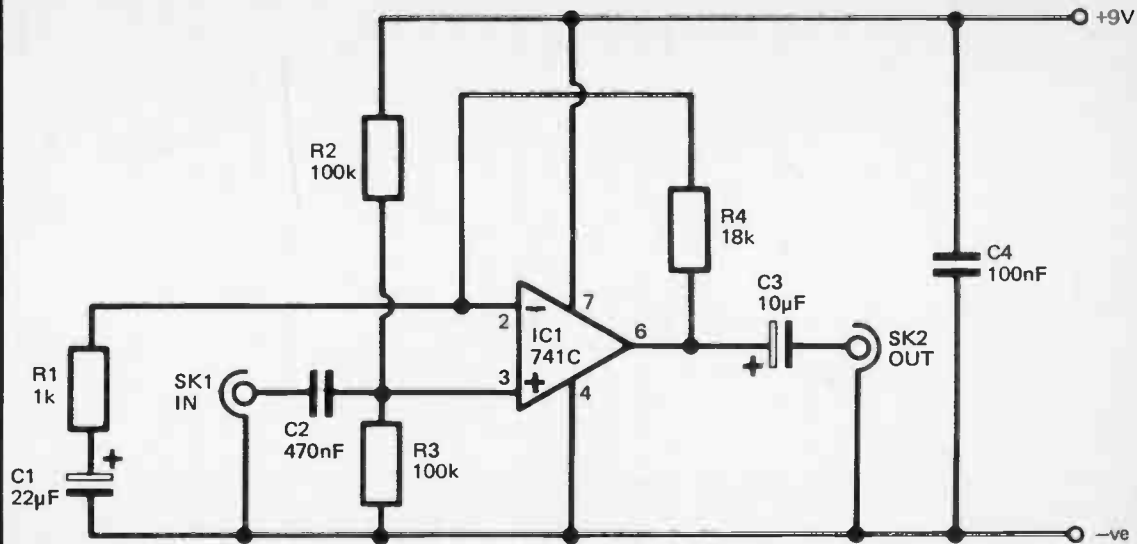 +9V
R2
100k
R4
18k
C4
100nF
C3
10µF
7
2
IC1
741C
6
SK2
OUT
R1
1k
SK1
IN
3
4
C2
470nF
R3
100k
C1
22µF
–ve